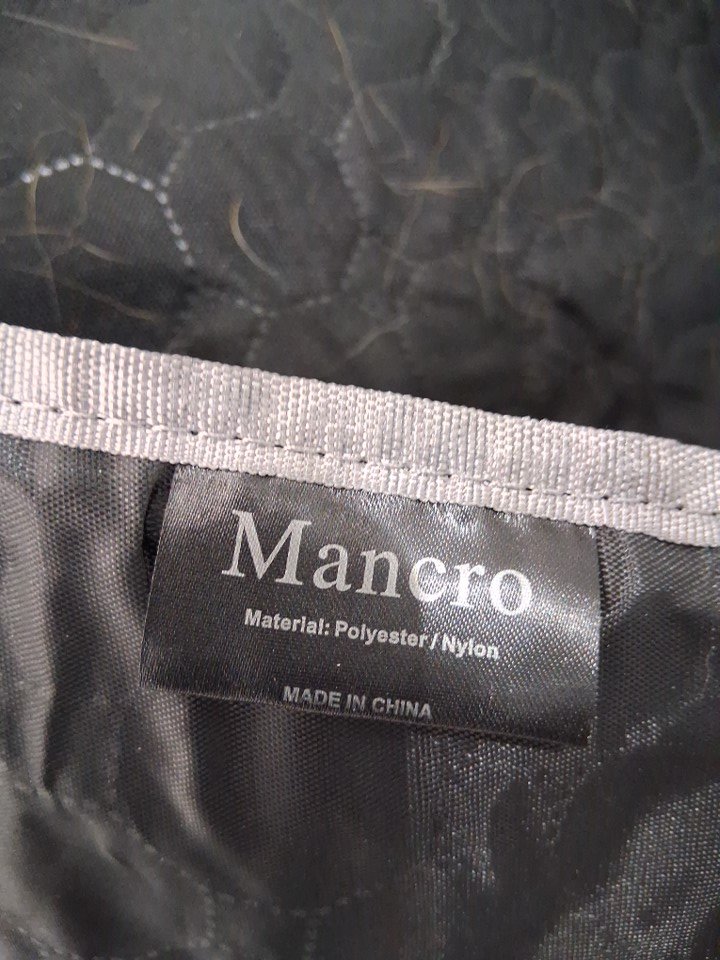 Mancro
Material: Polyester / Nylon
MADE IN CHINA